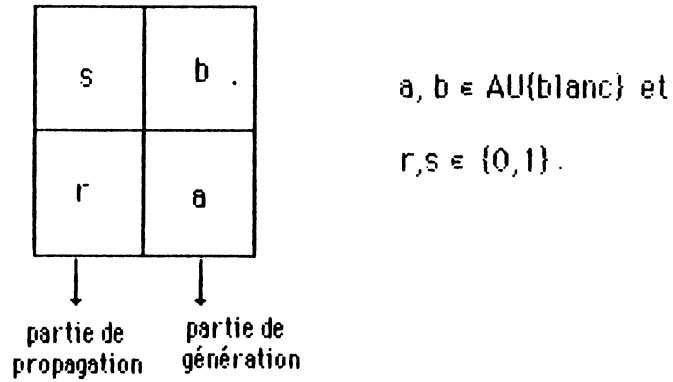 s b .
r a
a, b ∈ AU{blanc} et
r,s ∈ {0,1} .
partie de propagation
partie de génération